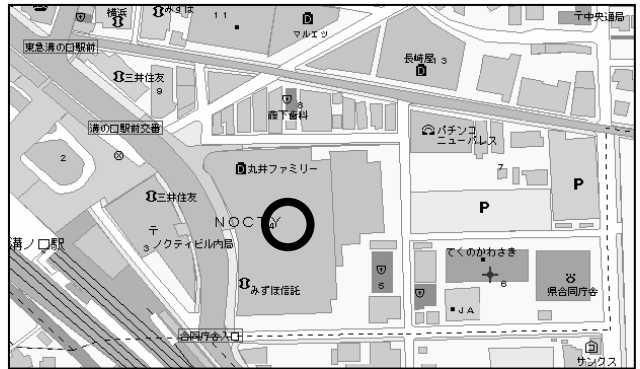 横浜
みずほ
11
マルエツ
中央通局
東急溝の口駅前
長崎屋
13
三井住友
9
8
森下歯科
溝の口駅前交番
パチンコ
ニューパレス
2
丸井ファミリー
7
三井住友
P
P
NOCTY
4
溝ノ口駅
3
ノクティビル内局
てくのかわさき
6
みずほ信託
5
県合同庁舎
JA
合同庁舎入口
サンクス